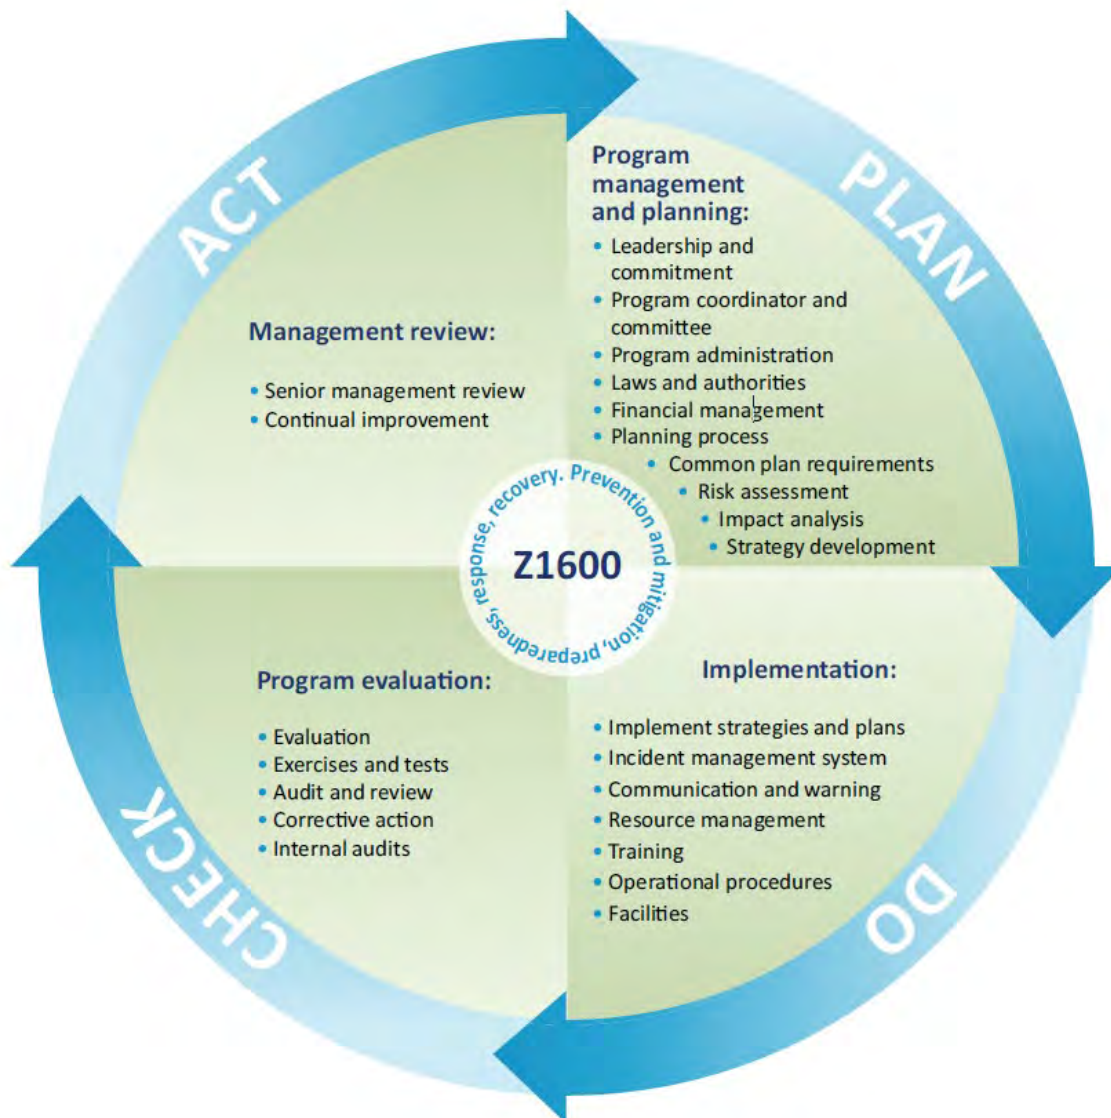 PLAN
Program
management
and planning:
• Leadership and
commitment
• Program coordinator and
committee
• Program administration
• Laws and authorities
• Financial management
• Planning process
• Common plan requirements
• Risk assessment
• Impact analysis
• Strategy development
DO
Implementation:
• Implement strategies and plans
• Incident management system
• Communication and warning
• Resource management
• Training
• Operational procedures
• Facilities
CHECK
Program evaluation:
• Evaluation
• Exercises and tests
• Audit and review
• Corrective action
• Internal audits
ACT
Management review:
• Senior management review
• Continual improvement
Z1600
Prevention and mitigation, preparedness, response, recovery.